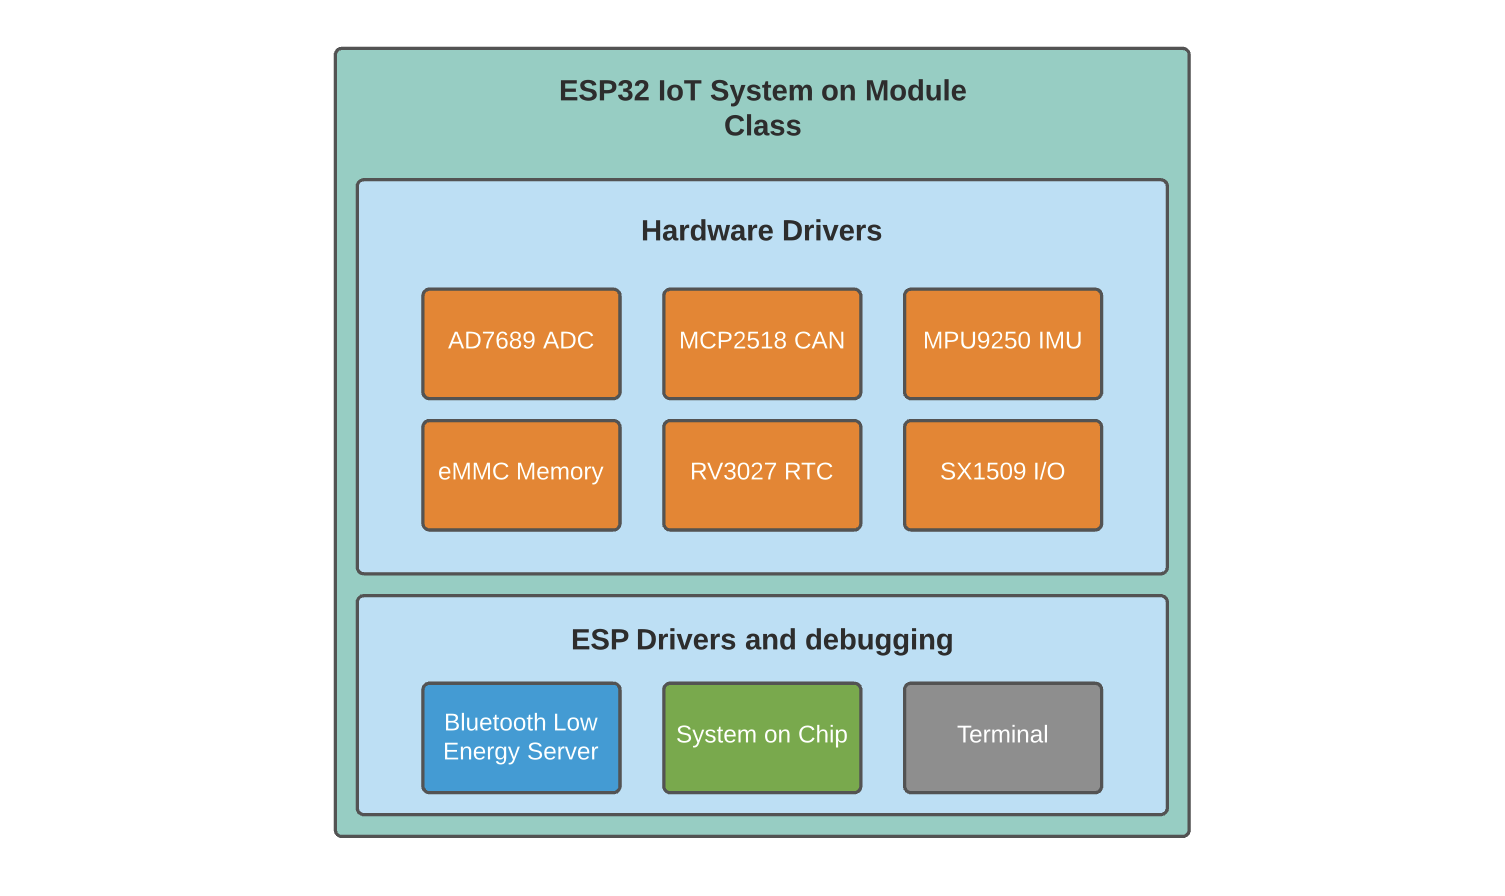 ESP32 IoT System on Module
Class
Hardware Drivers
AD7689 ADC
MCP2518 CAN
MPU9250 IMU
eMMC Memory
RV3027 RTC
SX1509 I/O
ESP Drivers and debugging
Bluetooth Low
Energy Server
System on Chip
Terminal